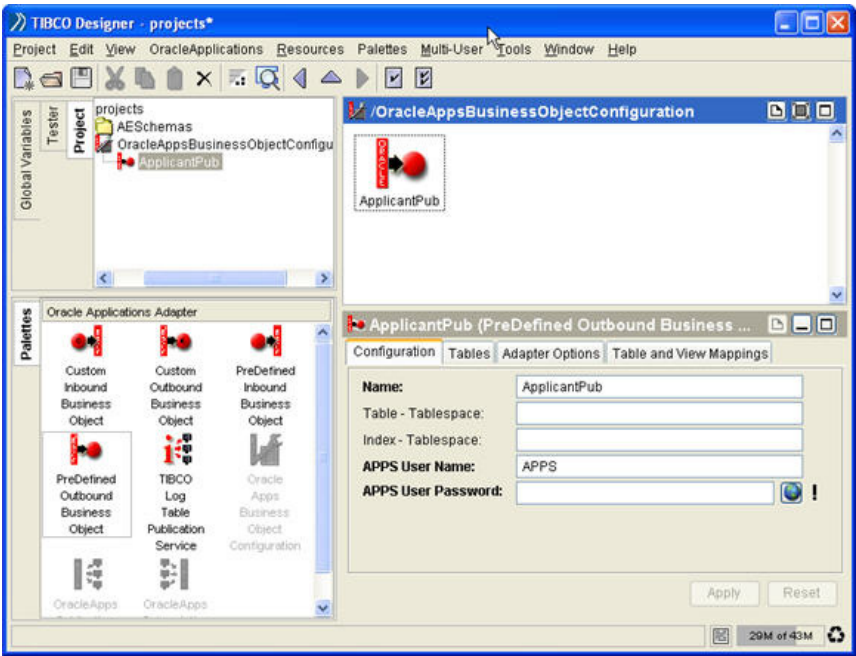 TIBCO Designer - projects*
Project Edit View OracleApplications Resources Palettes Multi-User Tools Window Help
Global Variables
Tester
Project
projects
AESchemas
OracleAppsBusinessObjectConfigu
ApplicantPub
/OracleAppsBusinessObjectConfiguration
ORACLE
ApplicantPub
Palettes
Oracle Applications Adapter
Custom
Inbound
Business
Object
Custom
Outbound
Business
Object
PreDefined
Inbound
Business
Object
PreDefined
Outbound
Business
Object
TIBCO
Log
Table
Publication
Service
Oracle
Apps
Business
Object
Configuration
OracleApps
OracleApps
ApplicantPub (PreDefined Outbound Business ...
Configuration Tables Adapter Options Table and View Mappings
Name: ApplicantPub
Table - Tablespace:
Index - Tablespace:
APPS User Name: APPS
APPS User Password: !
Apply Reset
29M of 43M